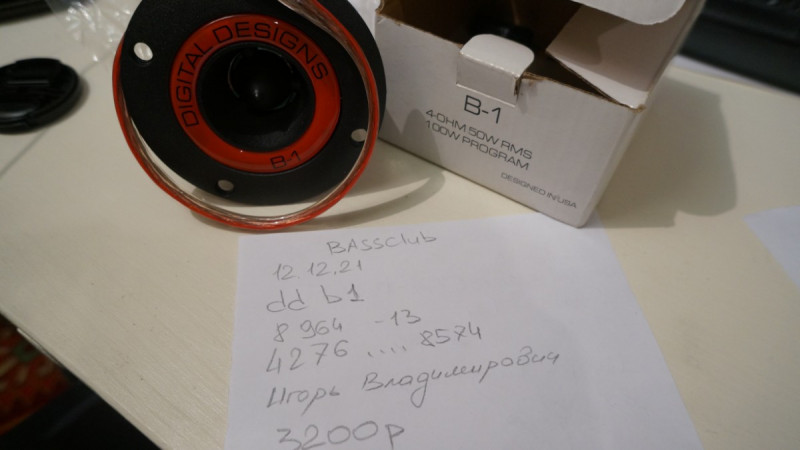 DIGITAL DESIGNS
B-1
B-1
4-OHM 50W RMS
100W PROGRAM
DESIGNED IN USA
BASSClub
12.12.21
dd b1
8 964 -13
4276 .... 8574
Игорь Владимирович
3200р